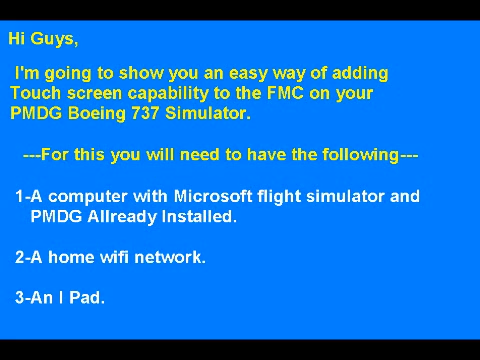 Hi Guys,
I'm going to show you an easy way of adding
Touch screen capability to the FMC on your
PMDG Boeing 737 Simulator.
---For this you will need to have the following---
1-A computer with Microsoft flight simulator and
PMDG Allready Installed.
2-A home wifi network.
3-An I Pad.